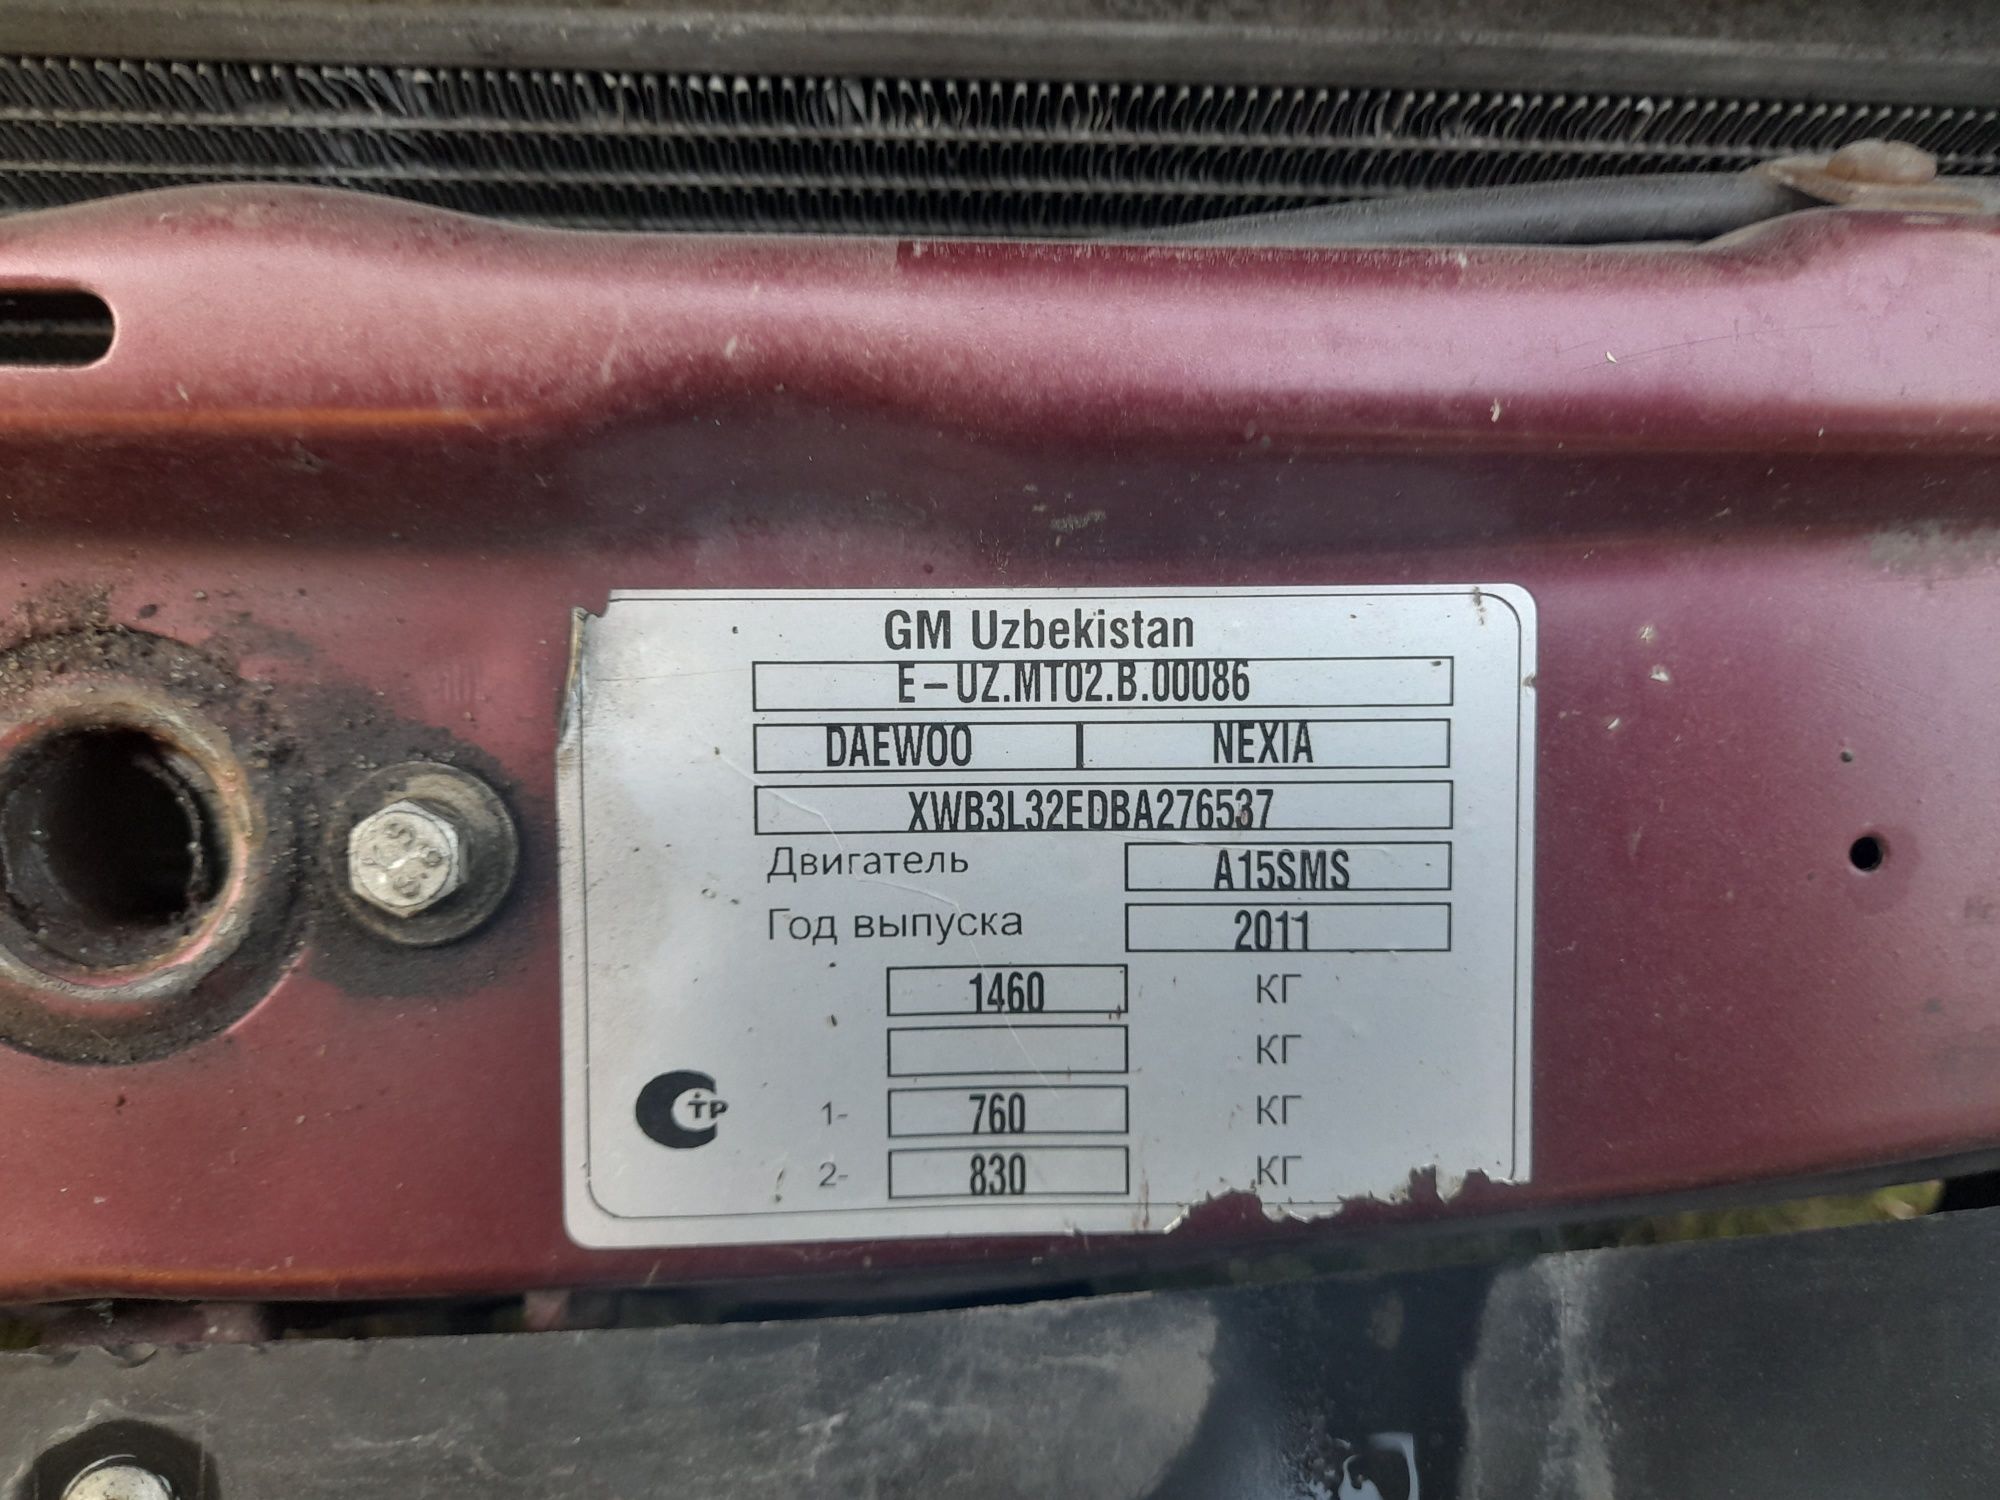 GM Uzbekistan
E-UZ.MT02.B.00086
DAEWOO NEXIA
XWB3L32EDBA276537
Двигатель A15SMS
Год выпуска 2011
1460 КГ
КГ
1- 760 КГ
2- 830 КГ
ТР